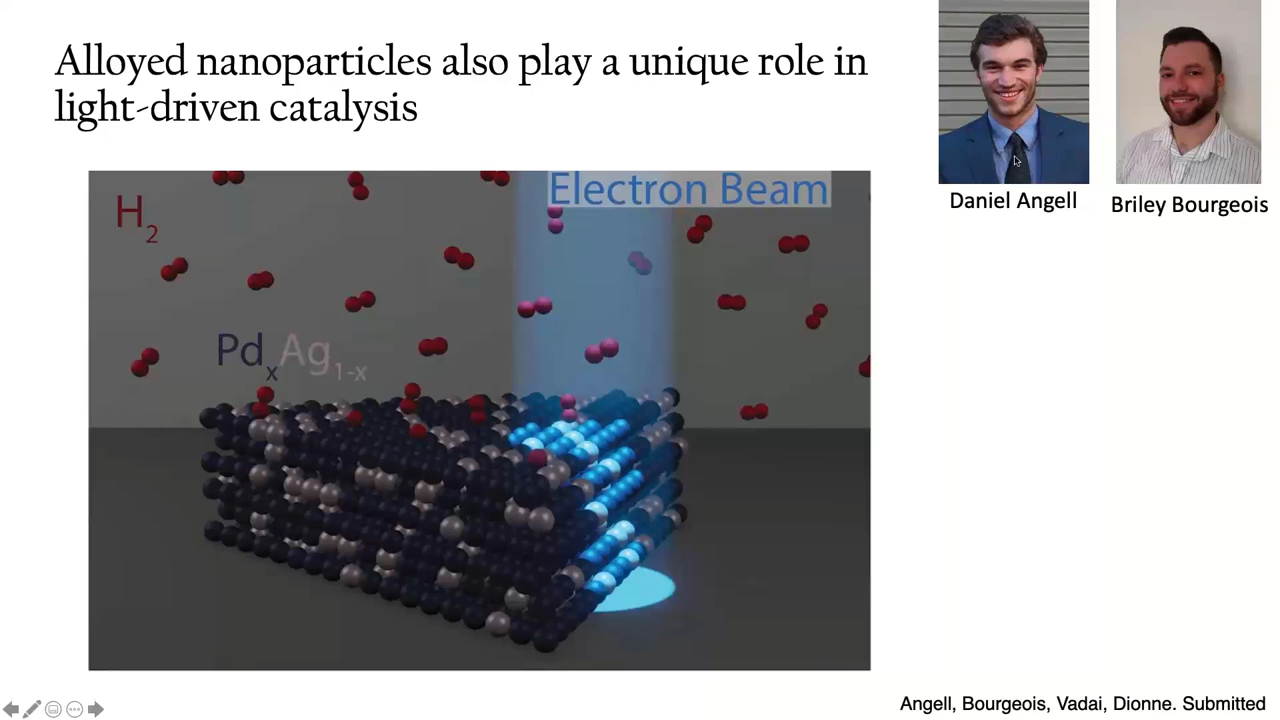 Alloyed nanoparticles also play a unique role in
light-driven catalysis
Daniel Angell
Briley Bourgeois
Electron Beam
H₂
PdₓAg₁₋ₓ
Angell, Bourgeois, Vadai, Dionne. Submitted